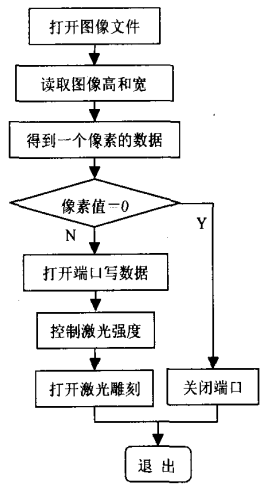 打开图像文件
读取图像高和宽
得到一个像素的数据
像素值=0
N
Y
打开端口写数据
控制激光强度
打开激光雕刻
关闭端口
退 出